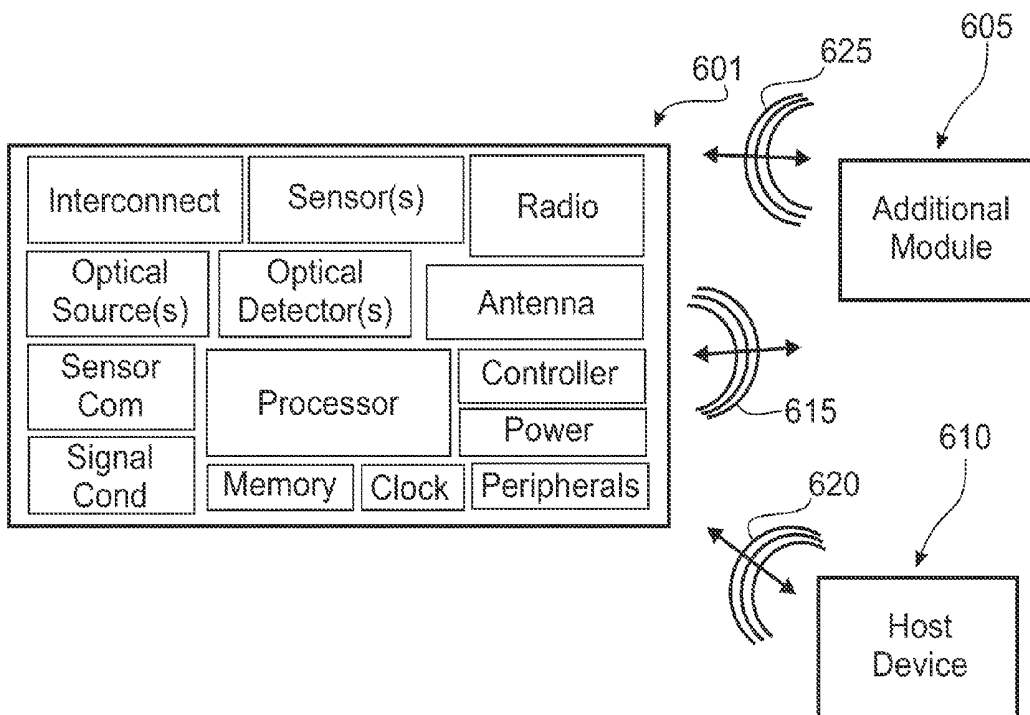 605
625
601
Interconnect
Sensor(s)
Radio
Additional
Module
Optical
Source(s)
Optical
Detector(s)
Antenna
Sensor
Com
Processor
Controller
Power
615
Signal
Cond
Memory
Clock
Peripherals
610
620
Host
Device